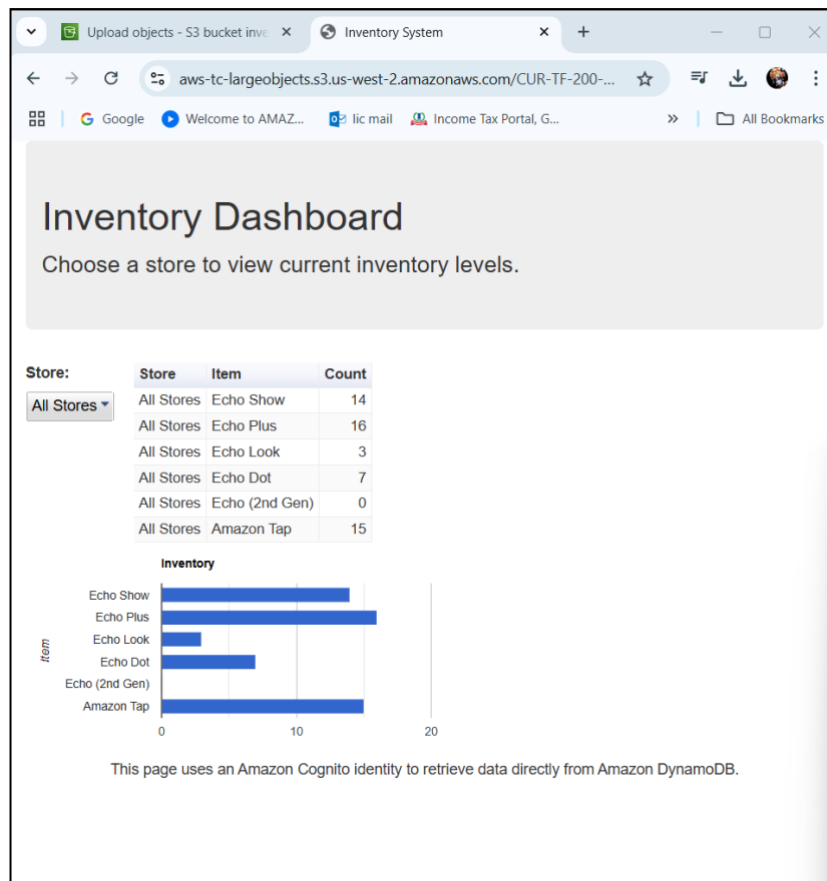 Upload objects - S3 bucket inve
Inventory System
aws-tc-largeobjects.s3.us-west-2.amazonaws.com/CUR-TF-200-...
Google
Welcome to AMAZ...
lic mail
Income Tax Portal, G...
»
All Bookmarks
Inventory Dashboard
Choose a store to view current inventory levels.
Store:
All Stores
Store Item Count
All Stores Echo Show 14
All Stores Echo Plus 16
All Stores Echo Look 3
All Stores Echo Dot 7
All Stores Echo (2nd Gen) 0
All Stores Amazon Tap 15
Inventory
Item
Echo Show
Echo Plus
Echo Look
Echo Dot
Echo (2nd Gen)
Amazon Tap
0 10 20
This page uses an Amazon Cognito identity to retrieve data directly from Amazon DynamoDB.